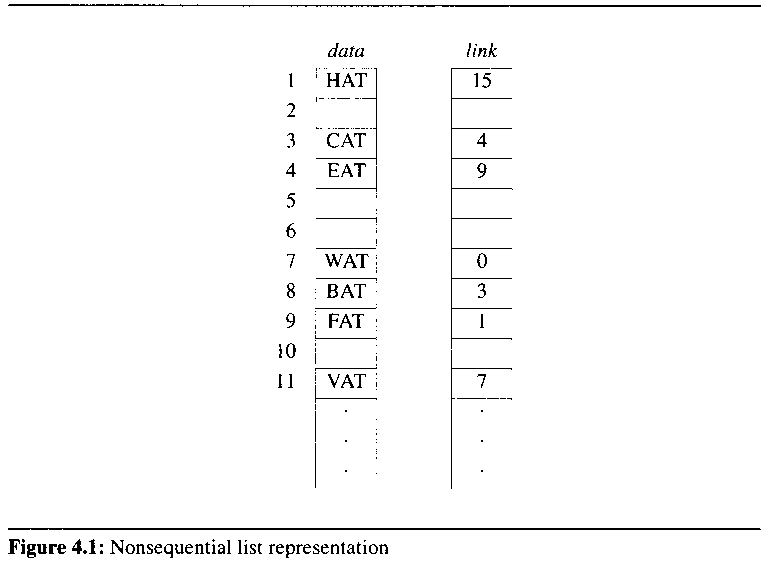 data link
1 HAT 15
2
3 CAT 4
4 EAT 9
5
6
7 WAT 0
8 BAT 3
9 FAT 1
10
11 VAT 7
. .
. .
. .
Figure 4.1: Nonsequential list representation